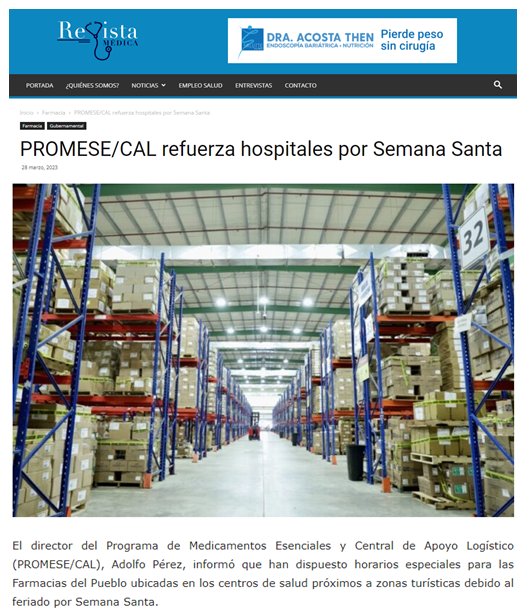 Revista
MEDICA
DRA. ACOSTA THEN
ENDOSCOPÍA BARIÁTRICA - NUTRICIÓN
Pierde peso
sin cirugía
PORTADA ¿QUIÉNES SOMOS? NOTICIAS EMPLEO SALUD ENTREVISTAS CONTACTO
Inicio » Farmacia » PROMESE/CAL refuerza hospitales por Semana Santa
Farmacia Gubernamental
PROMESE/CAL refuerza hospitales por Semana Santa
28 marzo, 2023
32
El director del Programa de Medicamentos Esenciales y Central de Apoyo Logístico
(PROMESE/CAL), Adolfo Pérez, informó que han dispuesto horarios especiales para las
Farmacias del Pueblo ubicadas en los centros de salud próximos a zonas turísticas debido al
feriado por Semana Santa.